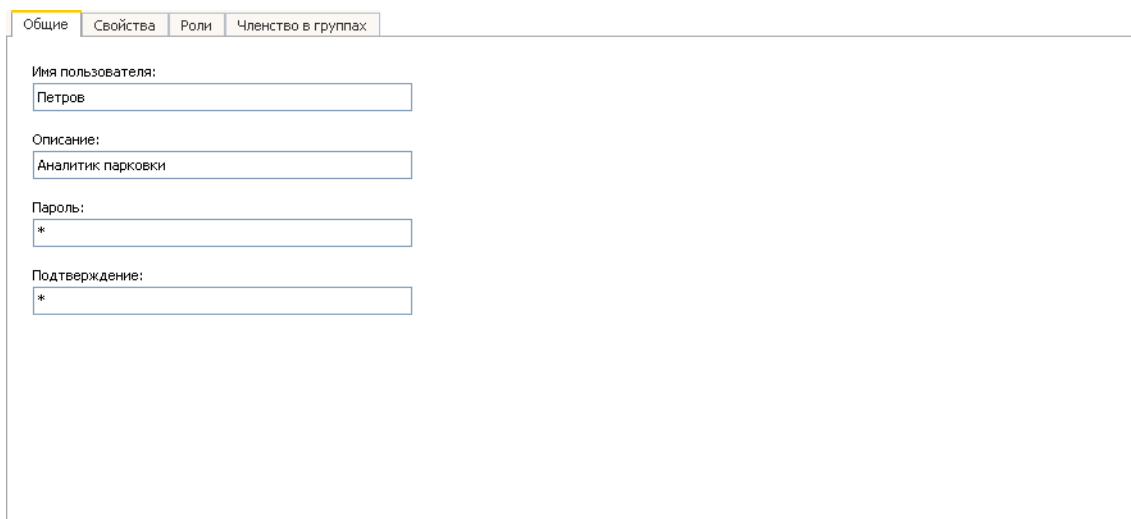 Общие Свойства Роли Членство в группах
Имя пользователя:
Петров
Описание:
Аналитик парковки
Пароль:
*
Подтверждение:
*